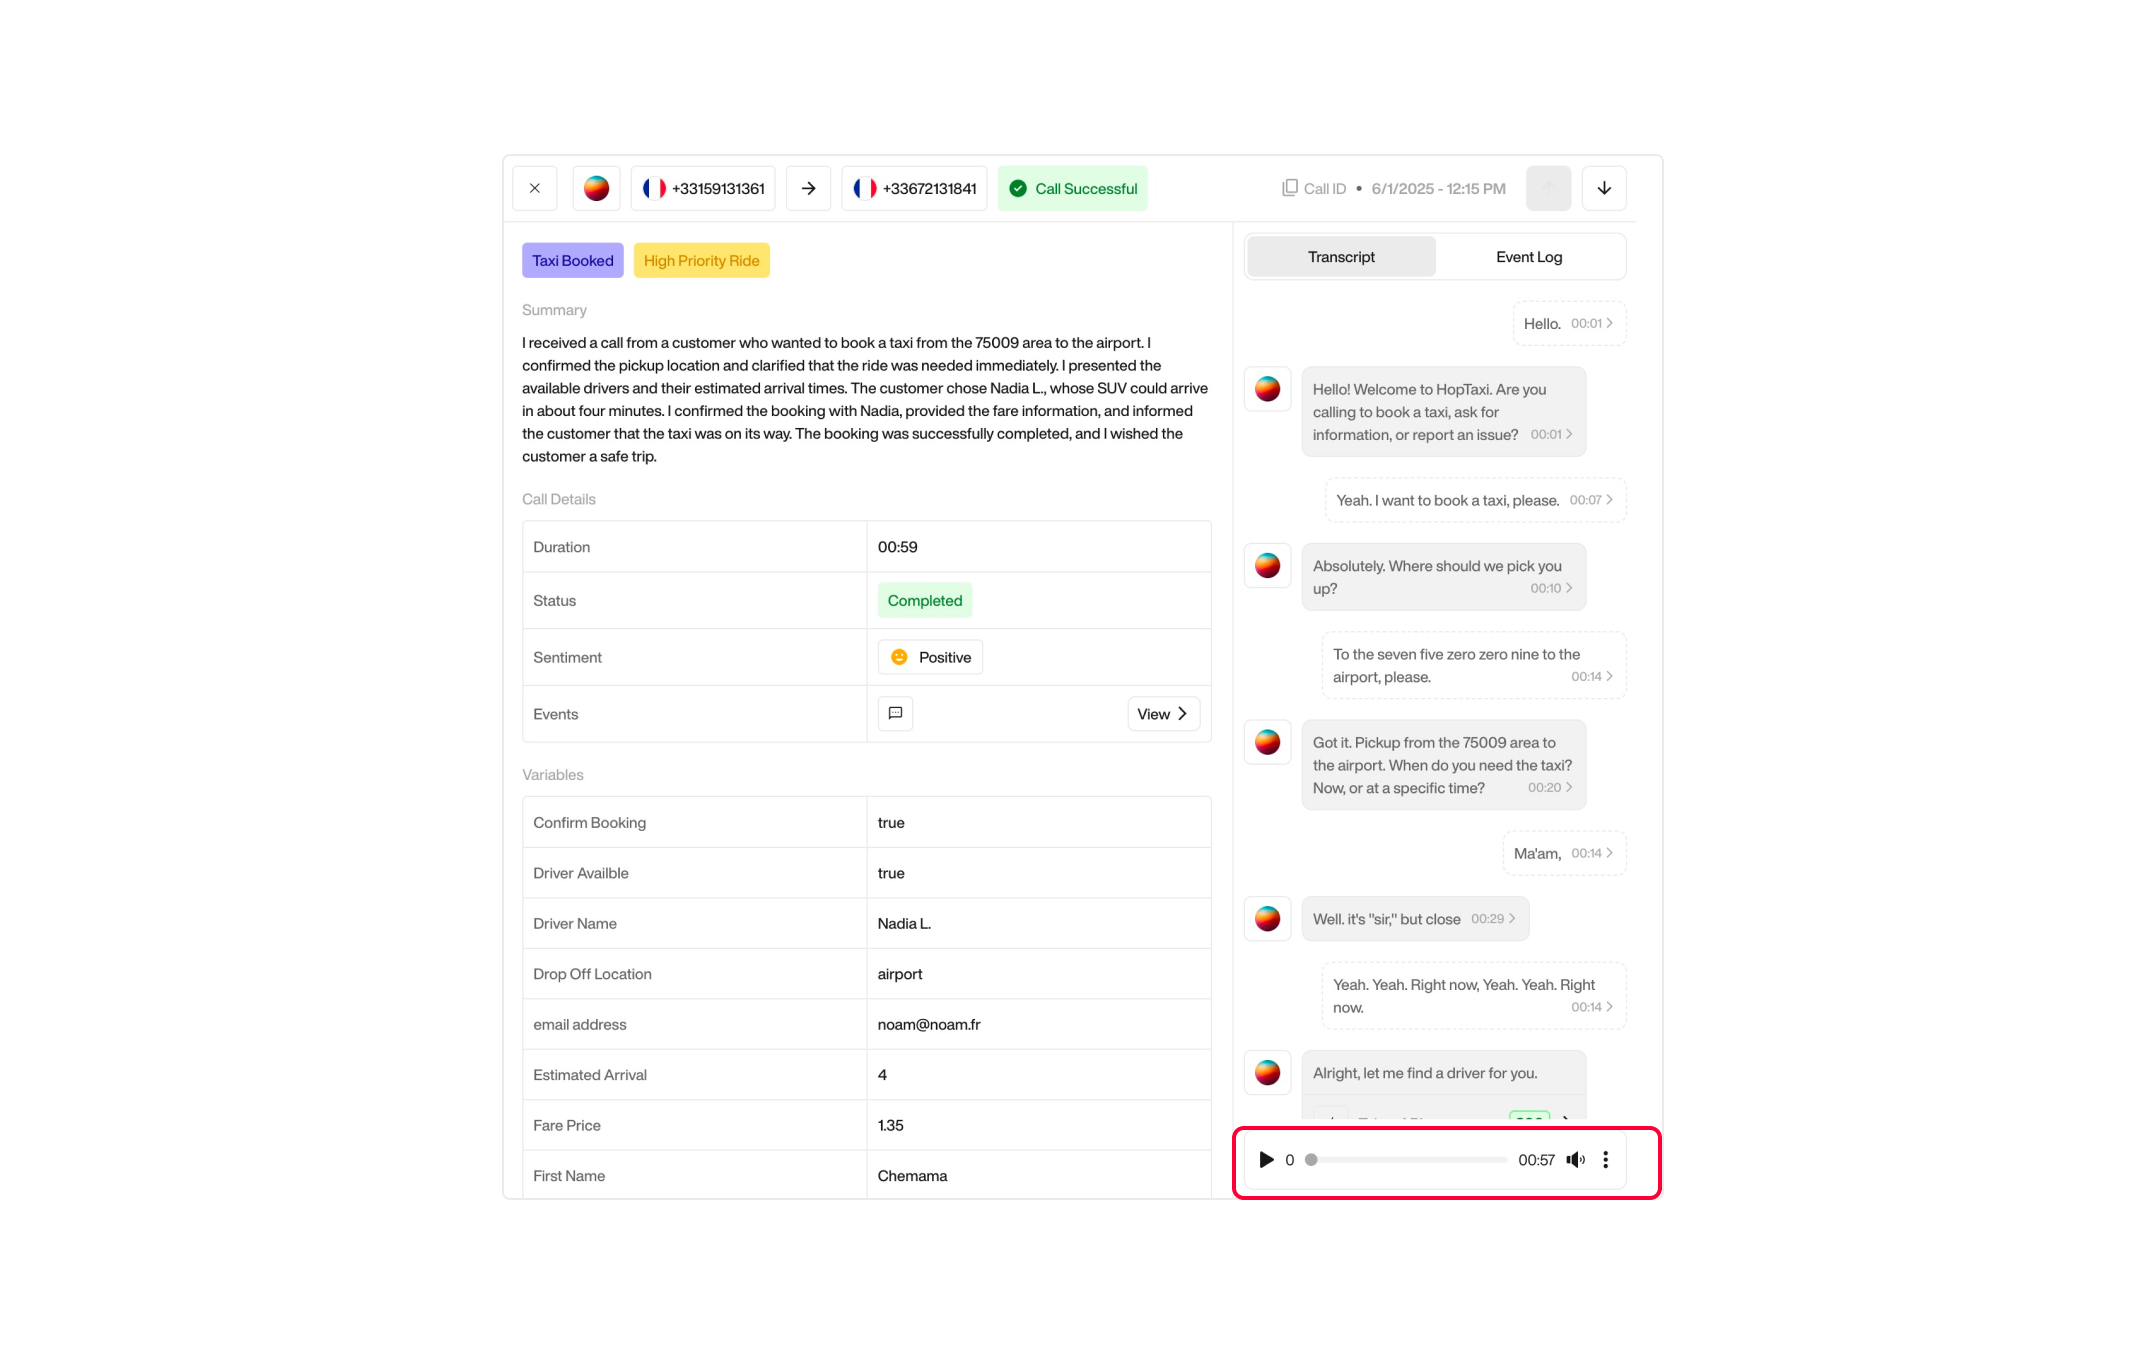 +33159131361
+33672131841
Call Successful
Call ID • 6/1/2025 - 12:15 PM
Taxi Booked
High Priority Ride
Summary
I received a call from a customer who wanted to book a taxi from the 75009 area to the airport. I
confirmed the pickup location and clarified that the ride was needed immediately. I presented the
available drivers and their estimated arrival times. The customer chose Nadia L., whose SUV could arrive
in about four minutes. I confirmed the booking with Nadia, provided the fare information, and informed
the customer that the taxi was on its way. The booking was successfully completed, and I wished the
customer a safe trip.
Call Details
Duration 00:59
Status Completed
Sentiment Positive
Events View
Variables
Confirm Booking true
Driver Availble true
Driver Name Nadia L.
Drop Off Location airport
email address noam@noam.fr
Estimated Arrival 4
Fare Price 1.35
First Name Chemama
Transcript
Event Log
Hello. 00:01
Hello! Welcome to HopTaxi. Are you
calling to book a taxi, ask for
information, or report an issue? 00:01
Yeah. I want to book a taxi, please. 00:07
Absolutely. Where should we pick you
up? 00:10
To the seven five zero zero nine to the
airport, please. 00:14
Got it. Pickup from the 75009 area to
the airport. When do you need the taxi?
Now, or at a specific time? 00:20
Ma'am, 00:14
Well. it's "sir," but close 00:29
Yeah. Yeah. Right now, Yeah. Yeah. Right
now. 00:14
Alright, let me find a driver for you.
0 00:57